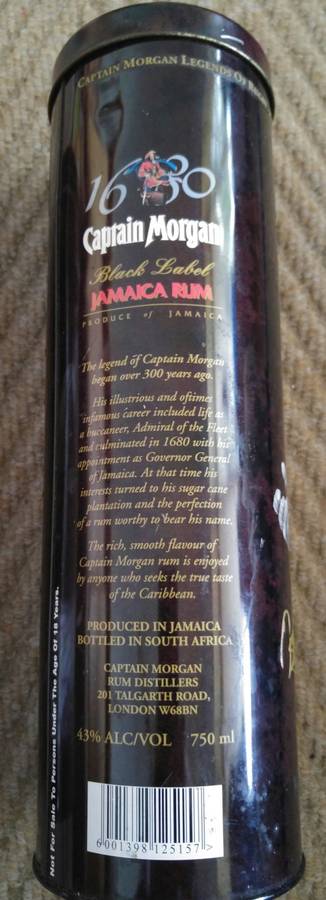 CAPTAIN MORGAN LEGENDS OF
1680
Captain Morgan
Black Label
JAMAICA RUM
PRODUCE of JAMAICA
The legend of Captain Morgan
began over 300 years ago.
His illustrious and oftimes
infamous career included life as
a buccaneer, Admiral of the Fleet
and culminated in 1680 with his
appointment as Governor General
of Jamaica. At that time his
interests turned to his sugar cane
plantation and the perfection
of a rum worthy to bear his name.
The rich, smooth flavour of
Captain Morgan rum is enjoyed
by anyone who seeks the true taste
of the Caribbean.
PRODUCED IN JAMAICA
BOTTLED IN SOUTH AFRICA
CAPTAIN MORGAN
RUM DISTILLERS
201 TALGARTH ROAD,
LONDON W68BN
43% ALC/VOL 750 ml
Not For Sale To Persons Under The Age Of 18 Years.
6 001398 125157 >